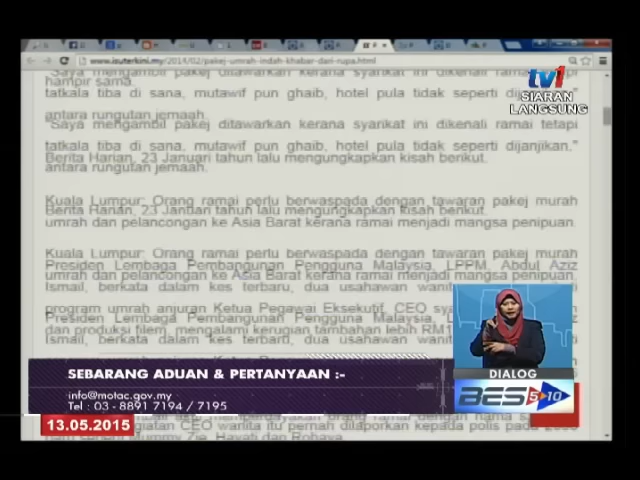 www.isuterkini.my/2014/02/pakej-umrah-indah-khabar-dari-rupa.html
tv1
SIARAN
LANGSUNG
"Saya mengambil pakej ditawarkan kerana syarikat ini dikenali ramai
hampir sama.
tatkala tiba di sana, mutawif pun ghaib, hotel pula tidak seperti
antara rungutan jemaah.
"Saya mengambil pakej ditawarkan kerana syarikat ini dikenali ramai tetapi
tatkala tiba di sana, mutawif pun ghaib, hotel pula tidak seperti dijanjikan."
Berita Harian, 23 Januari tahun lalu mengungkapkan kisah berikut.
antara rungutan jemaah.
Kuala Lumpur: Orang ramai perlu berwaspada dengan tawaran pakej murah
Berita Harian, 23 Januari tahun lalu mengungkapkan kisah berikut.
umrah dan pelancongan ke Asia Barat kerana ramai menjadi mangsa penipuan.
Kuala Lumpur: Orang ramai perlu berwaspada dengan tawaran pakej murah
Presiden Lembaga Pembangunan Pengguna Malaysia, LPPM, Abdul Aziz
umrah dan pelancongan ke Asia Barat kerana ramai menjadi mangsa penipuan.
Ismail, berkata dalam kes terbaru, dua usahawan
program umrah anjuran Ketua Pegawai Eksekutif, CEO
Presiden Lembaga Pembangunan Pengguna Malaysia,
dan produksi filem, mengalami kerugian tambahan lebih
Ismail, berkata dalam kes terbaru, dua usahawan
SEBARANG ADUAN & PERTANYAAN :-
info@motac.gov.my
Tel : 03 - 8891 7194 / 7195
DIALOG
BES 5 10
13.05.2015
CEO wanita itu pernah dilaporkan kepada polis pada
Mummy Zie, Hayati dan Rohaya.